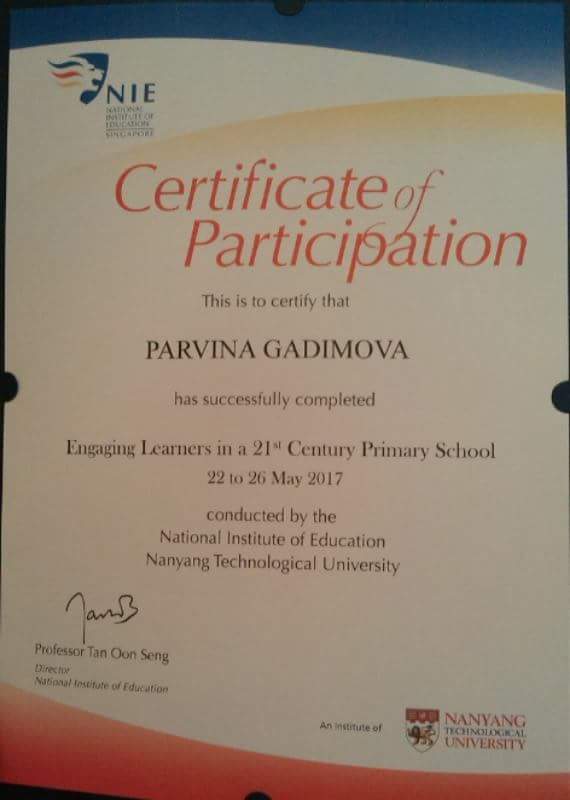 NIE
NATIONAL
INSTITUTE OF
EDUCATION
SINGAPORE
Certificate of
Participation
This is to certify that
PARVINA GADIMOVA
has successfully completed
Engaging Learners in a 21st Century Primary School
22 to 26 May 2017
conducted by the
National Institute of Education
Nanyang Technological University
Professor Tan Oon Seng
Director
National Institute of Education
An Institute of
NANYANG
TECHNOLOGICAL
UNIVERSITY